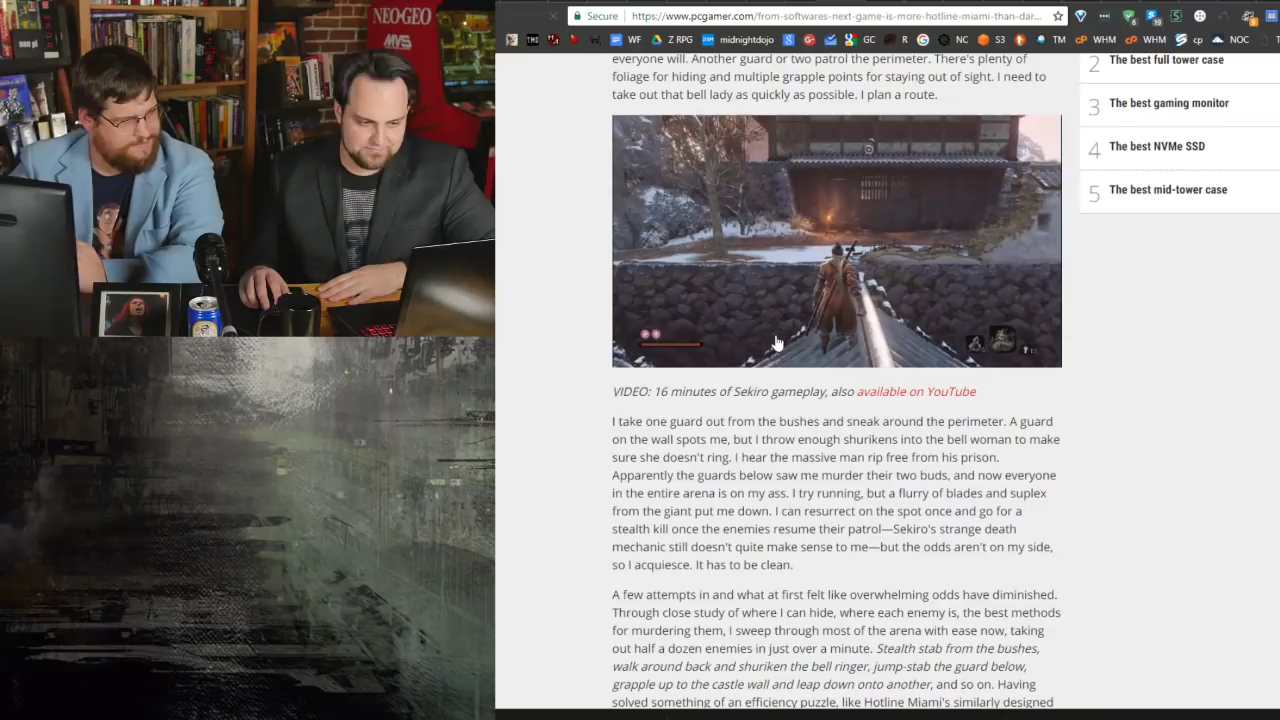 NEO·GEO
MVS
Secure
https://www.pcgamer.com/from-softwares-next-game-is-more-hotline-miami-than-dar...
TMI
WF
Z RPG
midnightdojo
GC
R
NC
S3
TM
cP WHM
cP WHM
cp
NOC
everyone will. Another guard or two patrol the perimeter. There's plenty of
foliage for hiding and multiple grapple points for staying out of sight. I need to
take out that bell lady as quickly as possible. I plan a route.
2 The best full tower case
3 The best gaming monitor
4 The best NVMe SSD
5 The best mid-tower case
VIDEO: 16 minutes of Sekiro gameplay, also available on YouTube
I take one guard out from the bushes and sneak around the perimeter. A guard
on the wall spots me, but I throw enough shurikens into the bell woman to make
sure she doesn't ring. I hear the massive man rip free from his prison.
Apparently the guards below saw me murder their two buds, and now everyone
in the entire arena is on my ass. I try running, but a flurry of blades and suplex
from the giant put me down. I can resurrect on the spot once and go for a
stealth kill once the enemies resume their patrol—Sekiro's strange death
mechanic still doesn't quite make sense to me—but the odds aren't on my side,
so I acquiesce. It has to be clean.
A few attempts in and what at first felt like overwhelming odds have diminished.
Through close study of where I can hide, where each enemy is, the best methods
for murdering them, I sweep through most of the arena with ease now, taking
out half a dozen enemies in just over a minute. Stealth stab from the bushes,
walk around back and shuriken the bell ringer, jump-stab the guard below,
grapple up to the castle wall and leap down onto another, and so on. Having
solved something of an efficiency puzzle, like Hotline Miami's similarly designed